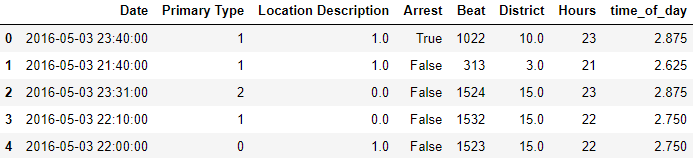 Date Primary Type Location Description Arrest Beat District Hours time_of_day
0 2016-05-03 23:40:00 1 1.0 True 1022 10.0 23 2.875
1 2016-05-03 21:40:00 1 1.0 False 313 3.0 21 2.625
2 2016-05-03 23:31:00 2 0.0 False 1524 15.0 23 2.875
3 2016-05-03 22:10:00 1 0.0 False 1532 15.0 22 2.750
4 2016-05-03 22:00:00 0 1.0 False 1523 15.0 22 2.750